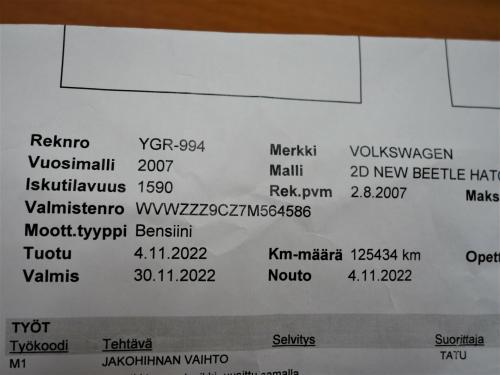 Reknro YGR-994 Merkki VOLKSWAGEN
Vuosimalli 2007 Malli 2D NEW BEETLE HATC
Iskutilavuus 1590 Rek.pvm 2.8.2007 Maks
Valmistenro WVWZZZ9CZ7M564586
Moott.tyyppi Bensiini
Tuotu 4.11.2022 Km-määrä 125434 km Opett
Valmis 30.11.2022 Nouto 4.11.2022
TYÖT
Työkoodi Tehtävä Selvitys Suorittaja
M1 JAKOHIHNAN VAIHTO TATU